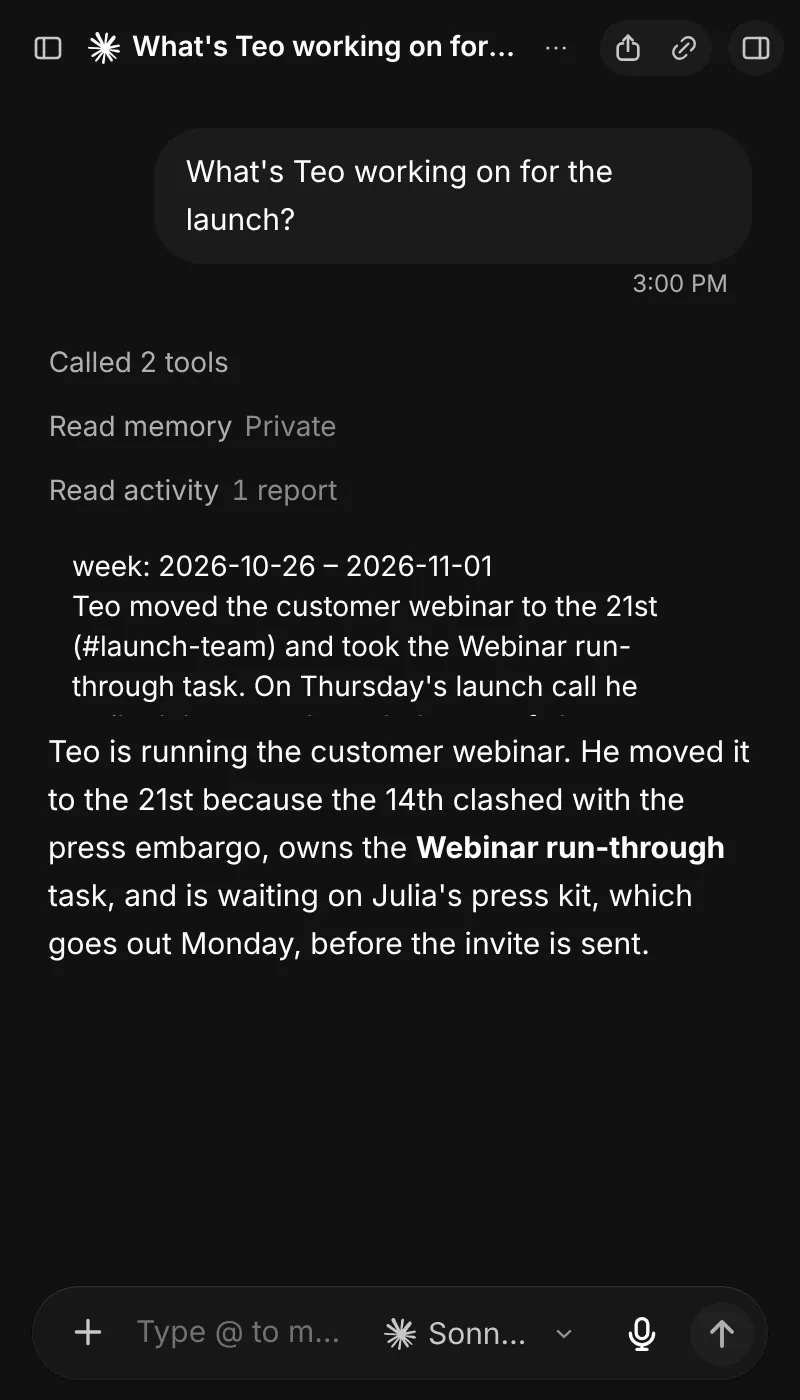 What's Teo working on for...
What's Teo working on for the
launch?
3:00 PM
Called 2 tools
Read memory Private
Read activity 1 report
week: 2026-10-26 – 2026-11-01
Teo moved the customer webinar to the 21st
(#launch-team) and took the Webinar run-
through task. On Thursday's launch call he
Teo is running the customer webinar. He moved it
to the 21st because the 14th clashed with the
press embargo, owns the Webinar run-through
task, and is waiting on Julia's press kit, which
goes out Monday, before the invite is sent.
Type @ to m...
Sonn...